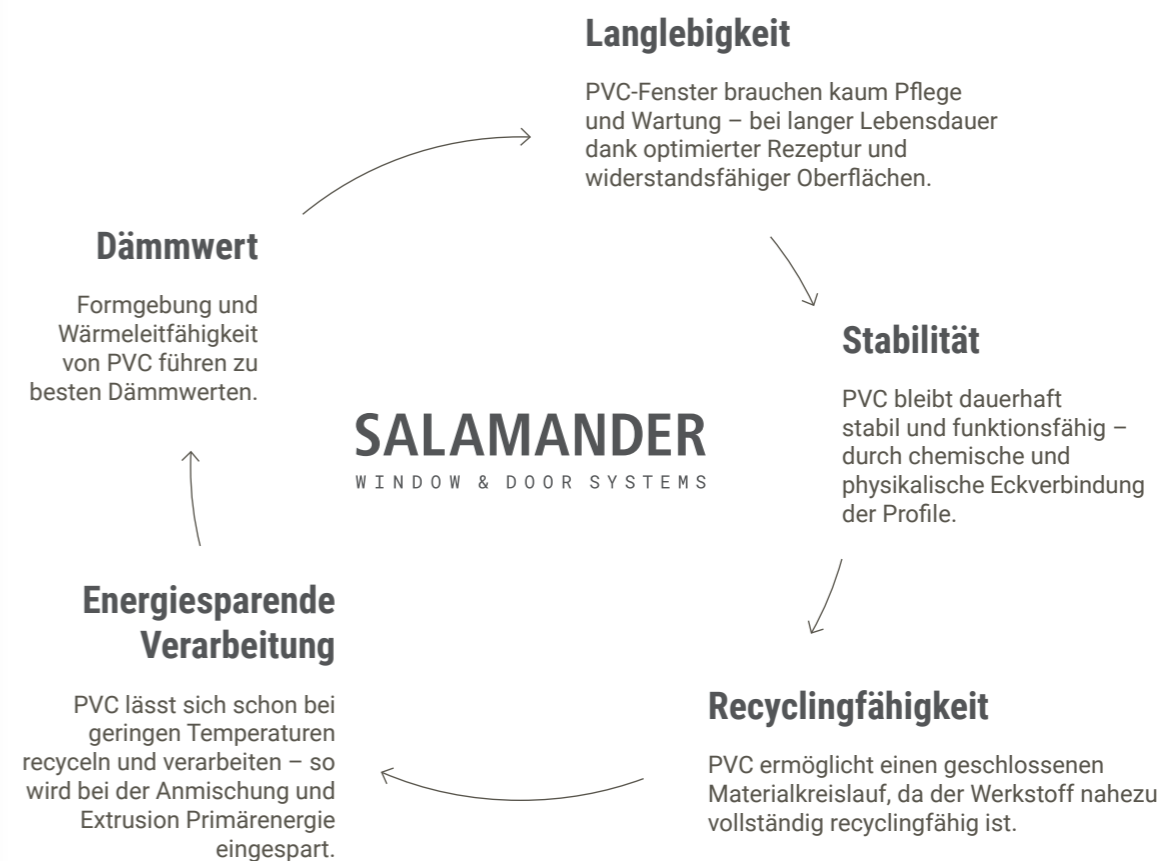 Langlebigkeit
PVC-Fenster brauchen kaum Pflege
und Wartung – bei langer Lebensdauer
dank optimierter Rezeptur und
widerstandsfähiger Oberflächen.
Stabilität
PVC bleibt dauerhaft
stabil und funktionsfähig –
durch chemische und
physikalische Eckverbindung
der Profile.
Recyclingfähigkeit
PVC ermöglicht einen geschlossenen
Materialkreislauf, da der Werkstoff nahezu
vollständig recyclingfähig ist.
Energiesparende
Verarbeitung
PVC lässt sich schon bei
geringen Temperaturen
recyceln und verarbeiten – so
wird bei der Anmischung und
Extrusion Primärenergie
eingespart.
Dämmwert
Formgebung und
Wärmeleitfähigkeit
von PVC führen zu
besten Dämmwerten.
SALAMANDER
WINDOW & DOOR SYSTEMS